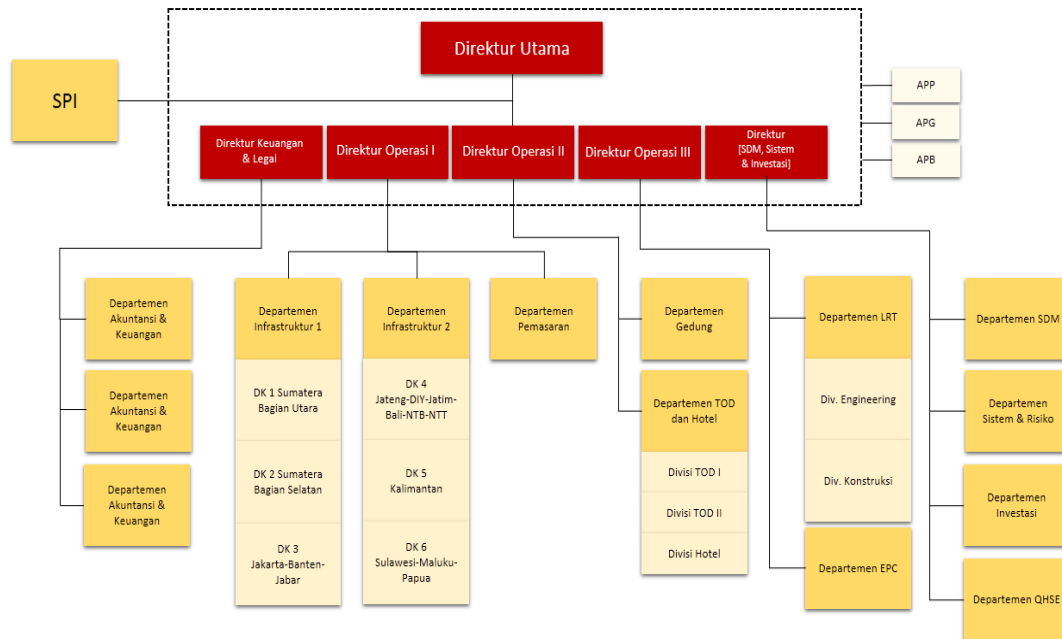 Direktur Utama
SPI
APP
APG
APB
Direktur Keuangan
& Legal
Direktur Operasi I
Direktur Operasi II
Direktur Operasi III
Direktur
[SDM, Sistem
& Investasi]
Departemen
Akuntansi &
Keuangan
Departemen
Akuntansi &
Keuangan
Departemen
Akuntansi &
Keuangan
Departemen
Infrastruktur 1
DK 1 Sumatera
Bagian Utara
DK 2 Sumatera
Bagian Selatan
DK 3
Jakarta-Banten-
Jabar
Departemen
Infrastruktur 2
DK 4
Jateng-DIY-Jatim-
Bali-NTB-NTT
DK 5
Kalimantan
DK 6
Sulawesi-Maluku-
Papua
Departemen
Pemasaran
Departemen
Gedung
Departemen TOD
dan Hotel
Divisi TOD I
Divisi TOD II
Divisi Hotel
Departemen LRT
Div. Engineering
Div. Konstruksi
Departemen EPC
Departemen SDM
Departemen
Sistem & Risiko
Departemen
Investasi
Departemen QHSE